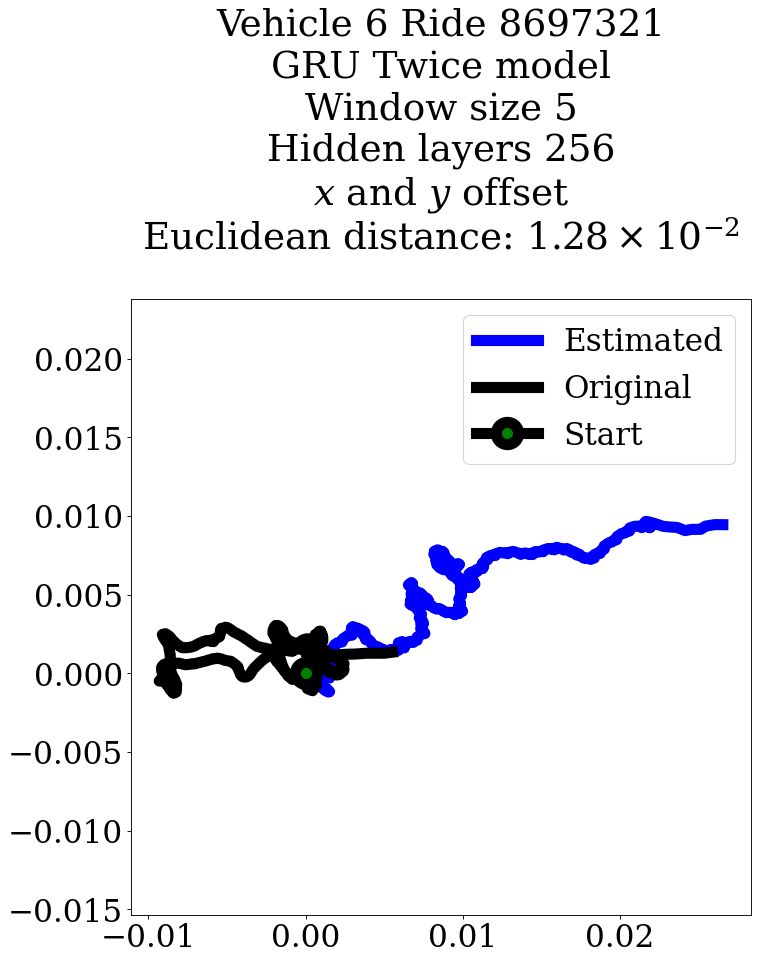 Vehicle 6 Ride 8697321
GRU Twice model
Window size 5
Hidden layers 256
x and y offset
Euclidean distance: 1.28 × 10⁻²
Estimated
Original
Start
0.020
0.015
0.010
0.005
0.000
−0.005
−0.010
−0.015
−0.01 0.00 0.01 0.02